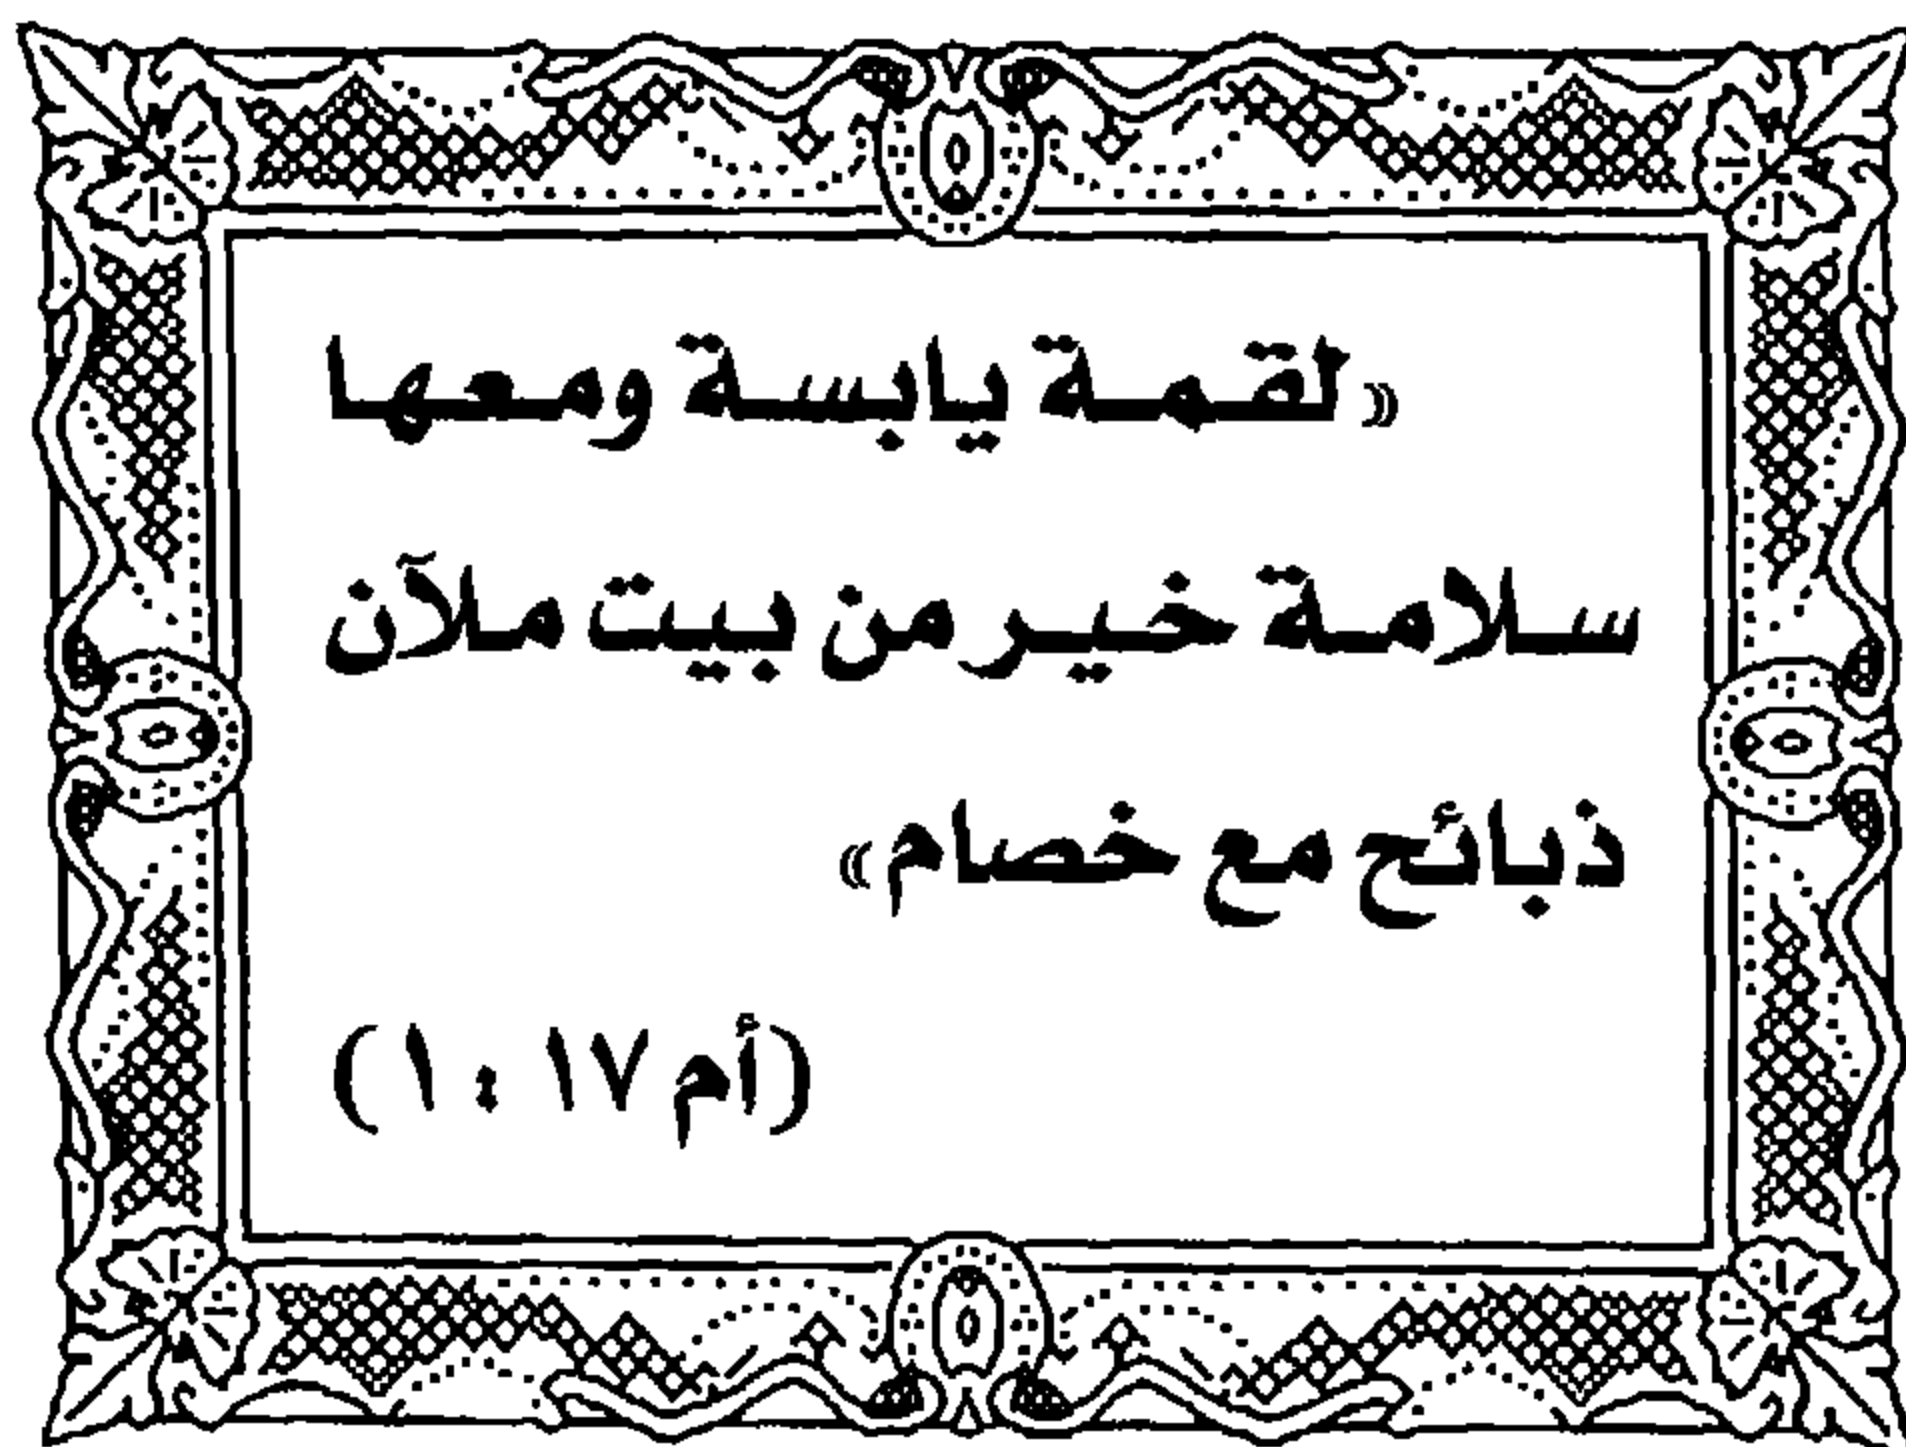 «لقمة يابسة ومعها
سلامة خير من بيت ملآن
ذبائح مع خصام»
(أم ١٧ : ١)